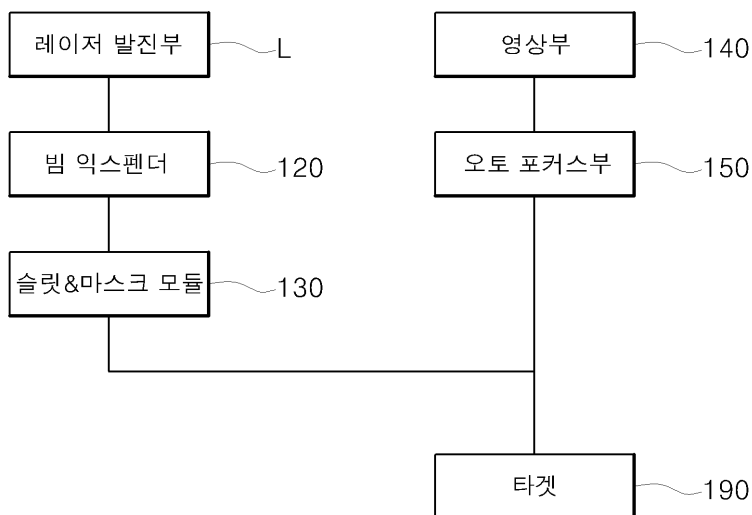 레이저 발진부
L
영상부
140
빔 익스펜더
120
오토 포커스부
150
슬릿&마스크 모듈
130
타겟
190